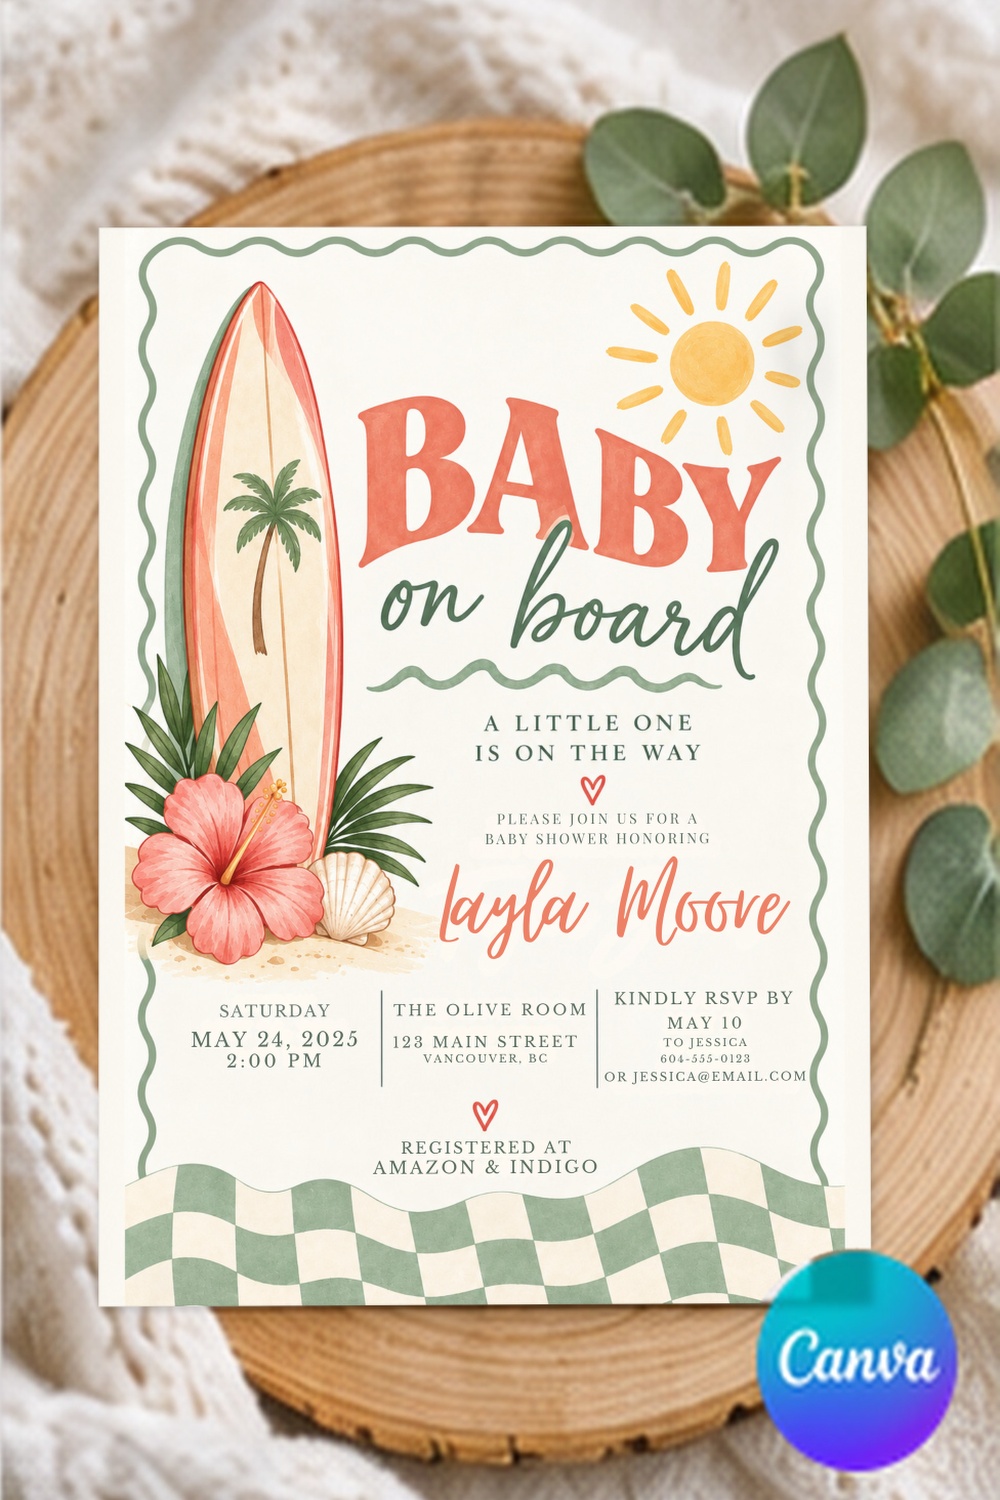 BABY
on board
A LITTLE ONE
IS ON THE WAY
PLEASE JOIN US FOR A
BABY SHOWER HONORING
Layla Moore
SATURDAY
MAY 24, 2025
2:00 PM
THE OLIVE ROOM
123 MAIN STREET
VANCOUVER, BC
KINDLY RSVP BY
MAY 10
TO JESSICA
604-555-0123
OR JESSICA@EMAIL.COM
REGISTERED AT
AMAZON & INDIGO
Canva